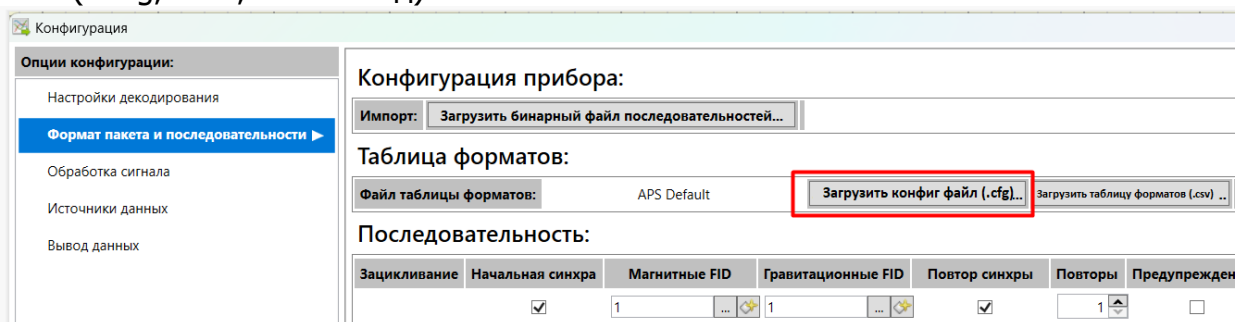 Конфигурация
Опции конфигурации:
Настройки декодирования
Формат пакета и последовательности ▶
Обработка сигнала
Источники данных
Вывод данных
Конфигурация прибора:
Импорт: Загрузить бинарный файл последовательностей...
Таблица форматов:
Файл таблицы форматов: APS Default Загрузить конфиг файл (.cfg)... Загрузить таблицу форматов (.csv) ..
Последовательность:
Зацикливание Начальная синхра Магнитные FID Гравитационные FID Повтор синхры Повторы Предупрежден
1 ... 1 ... 1